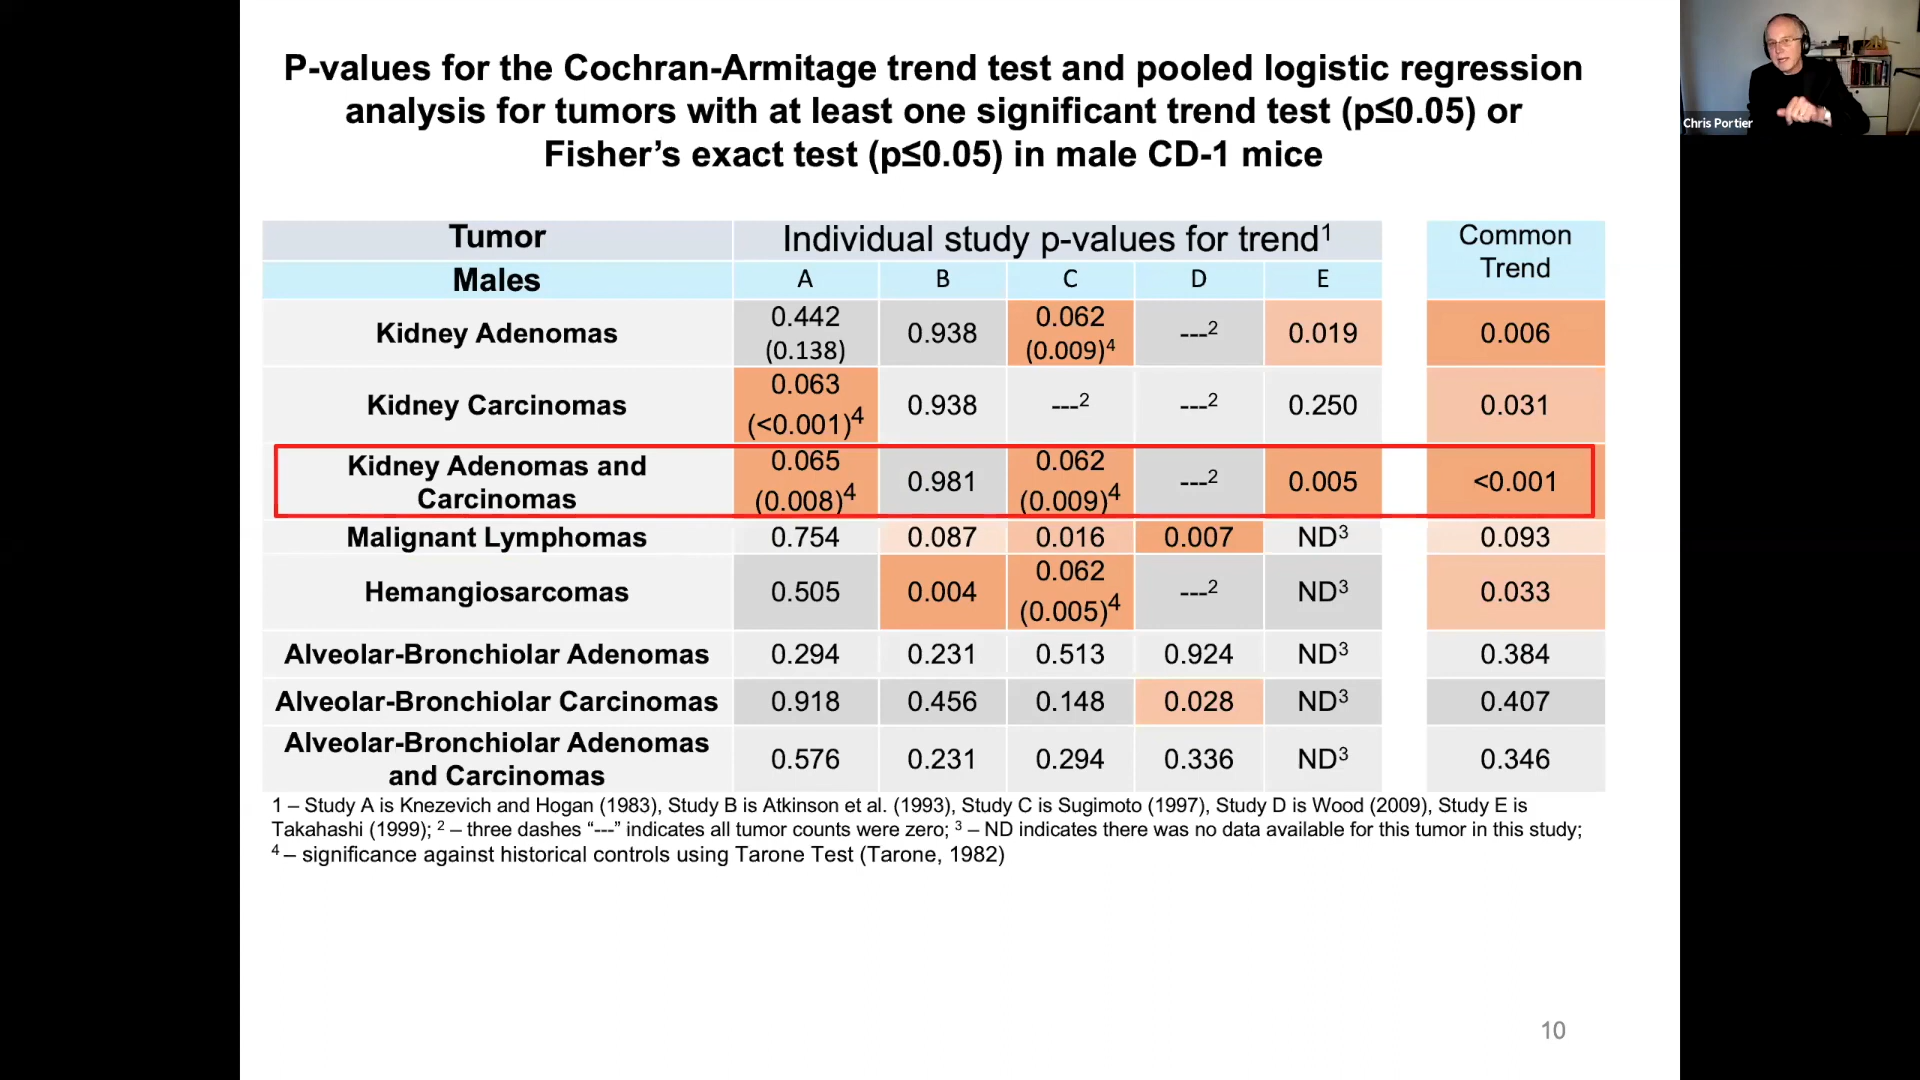 P-values for the Cochran-Armitage trend test and pooled logistic regression
analysis for tumors with at least one significant trend test (p≤0.05) or
Fisher's exact test (p≤0.05) in male CD-1 mice
Chris Portier
Tumor Individual study p-values for trend¹ Common Trend
Males A B C D E
Kidney Adenomas 0.442 (0.138) 0.938 0.062 (0.009)⁴ ---² 0.019 0.006
Kidney Carcinomas 0.063 (<0.001)⁴ 0.938 ---² ---² 0.250 0.031
Kidney Adenomas and Carcinomas 0.065 (0.008)⁴ 0.981 0.062 (0.009)⁴ ---² 0.005 <0.001
Malignant Lymphomas 0.754 0.087 0.016 0.007 ND³ 0.093
Hemangiosarcomas 0.505 0.004 0.062 (0.005)⁴ ---² ND³ 0.033
Alveolar-Bronchiolar Adenomas 0.294 0.231 0.513 0.924 ND³ 0.384
Alveolar-Bronchiolar Carcinomas 0.918 0.456 0.148 0.028 ND³ 0.407
Alveolar-Bronchiolar Adenomas and Carcinomas 0.576 0.231 0.294 0.336 ND³ 0.346
1 – Study A is Knezevich and Hogan (1983), Study B is Atkinson et al. (1993), Study C is Sugimoto (1997), Study D is Wood (2009), Study E is
Takahashi (1999); ² – three dashes “---” indicates all tumor counts were zero; ³ – ND indicates there was no data available for this tumor in this study;
⁴ – significance against historical controls using Tarone Test (Tarone, 1982)
10